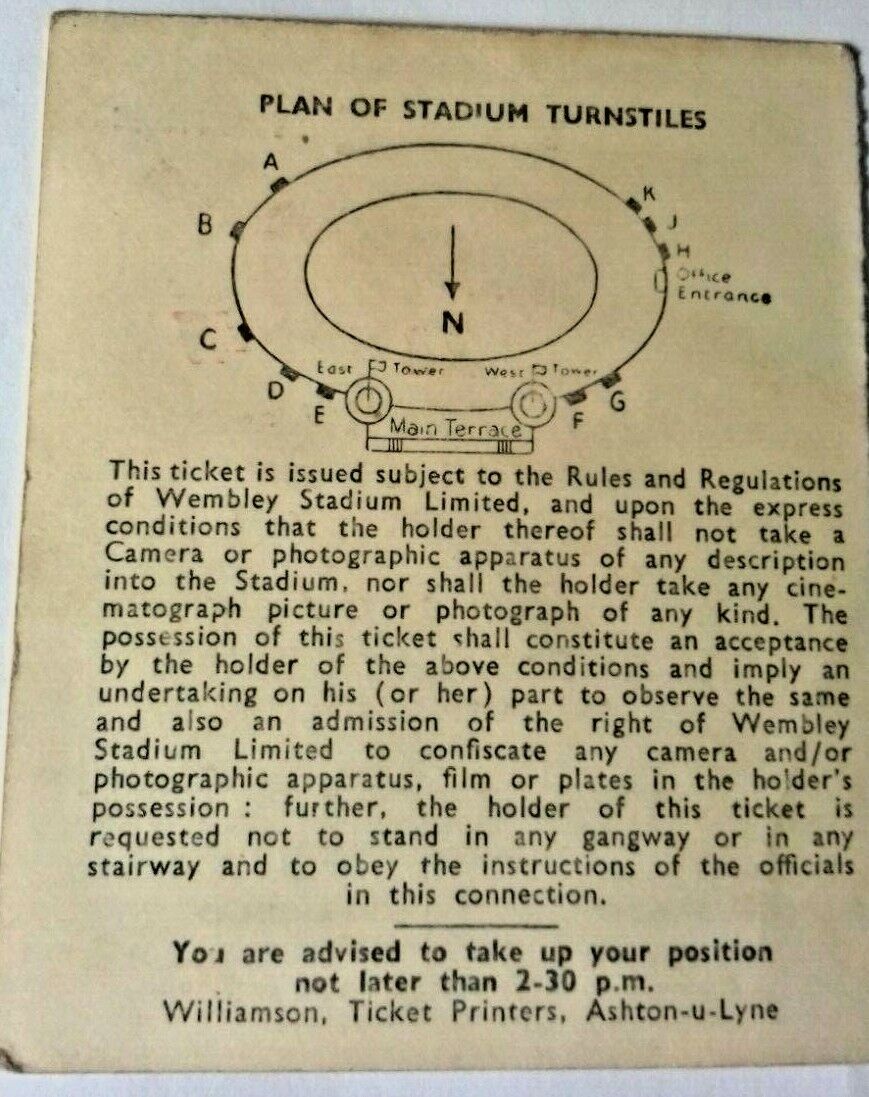 PLAN OF STADIUM TURNSTILES
A
K
B
J
H
Office
Entrance
N
C
East Tower
West Tower
D
E
G
F
Main Terrace
This ticket is issued subject to the Rules and Regulations
of Wembley Stadium Limited, and upon the express
conditions that the holder thereof shall not take a
Camera or photographic apparatus of any description
into the Stadium, nor shall the holder take any cine-
matograph picture or photograph of any kind. The
possession of this ticket shall constitute an acceptance
by the holder of the above conditions and imply an
undertaking on his (or her) part to observe the same
and also an admission of the right of Wembley
Stadium Limited to confiscate any camera and/or
photographic apparatus, film or plates in the holder's
possession : further, the holder of this ticket is
requested not to stand in any gangway or in any
stairway and to obey the instructions of the officials
in this connection.
You are advised to take up your position
not later than 2-30 p.m.
Williamson, Ticket Printers, Ashton-u-Lyne